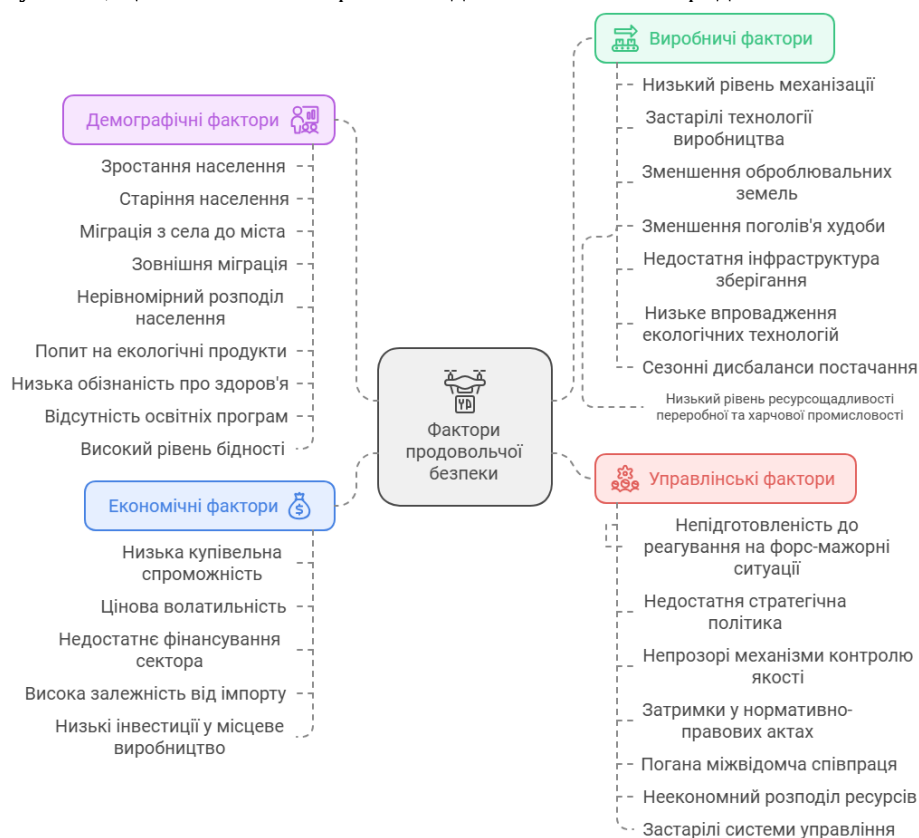 Виробничі фактори
Низький рівень механізації
Застарілі технології
виробництва
Зменшення оброблювальних
земель
Зменшення поголів'я худоби
Недостатня інфраструктура
зберігання
Низьке впровадження
екологічних технологій
Сезонні дисбаланси постачання
Низький рівень ресурсощадливості
переробної та харчової промисловості
Демографічні фактори
Зростання населення
Старіння населення
Міграція з села до міста
Зовнішня міграція
Нерівномірний розподіл
населення
Попит на екологічні продукти
Низька обізнаність про здоров'я
Відсутність освітніх програм
Високий рівень бідності
Фактори
продовольчої
безпеки
Економічні фактори
Низька купівельна
спроможність
Цінова волатильність
Недостатнє фінансування
сектора
Висока залежність від імпорту
Низькі інвестиції у місцеве
виробництво
Управлінські фактори
Непідготовленість до
реагування на форс-мажорні
ситуації
Недостатня стратегічна
політика
Непрозорі механізми контролю
якості
Затримки у нормативно-
правових актах
Погана міжвідомча співпраця
Неекономний розподіл ресурсів
Застарілі системи управління